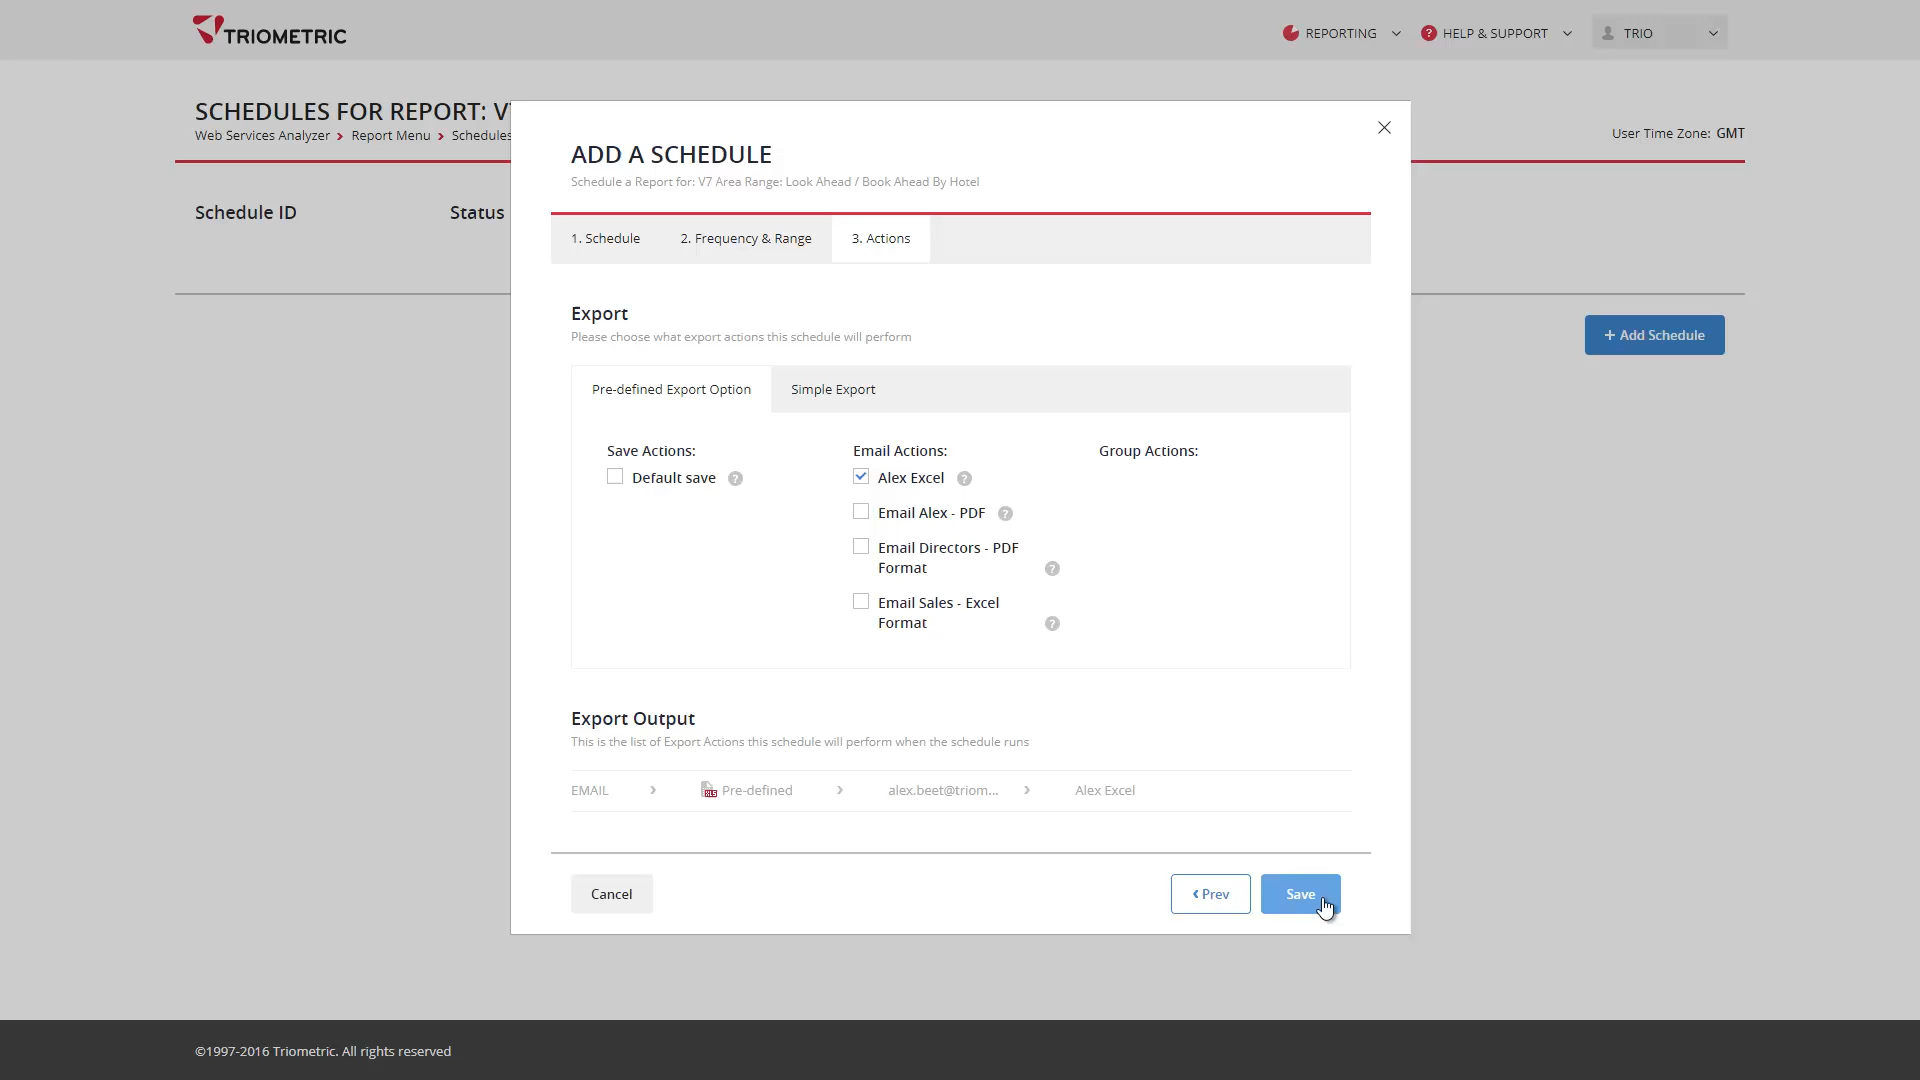 TRIOMETRIC
REPORTING
? HELP & SUPPORT
TRIO
SCHEDULES FOR REPORT: V
Web Services Analyzer > Report Menu > Schedules
User Time Zone: GMT
Schedule ID
Status
+ Add Schedule
ADD A SCHEDULE
Schedule a Report for: V7 Area Range: Look Ahead / Book Ahead By Hotel
1. Schedule
2. Frequency & Range
3. Actions
Export
Please choose what export actions this schedule will perform
Pre-defined Export Option
Simple Export
Save Actions:
Default save ?
Email Actions:
Alex Excel ?
Email Alex - PDF ?
Email Directors - PDF
Format ?
Email Sales - Excel
Format ?
Group Actions:
Export Output
This is the list of Export Actions this schedule will perform when the schedule runs
EMAIL > XLS Pre-defined > alex.beet@triom... > Alex Excel
Cancel
‹ Prev
Save
©1997-2016 Triometric. All rights reserved